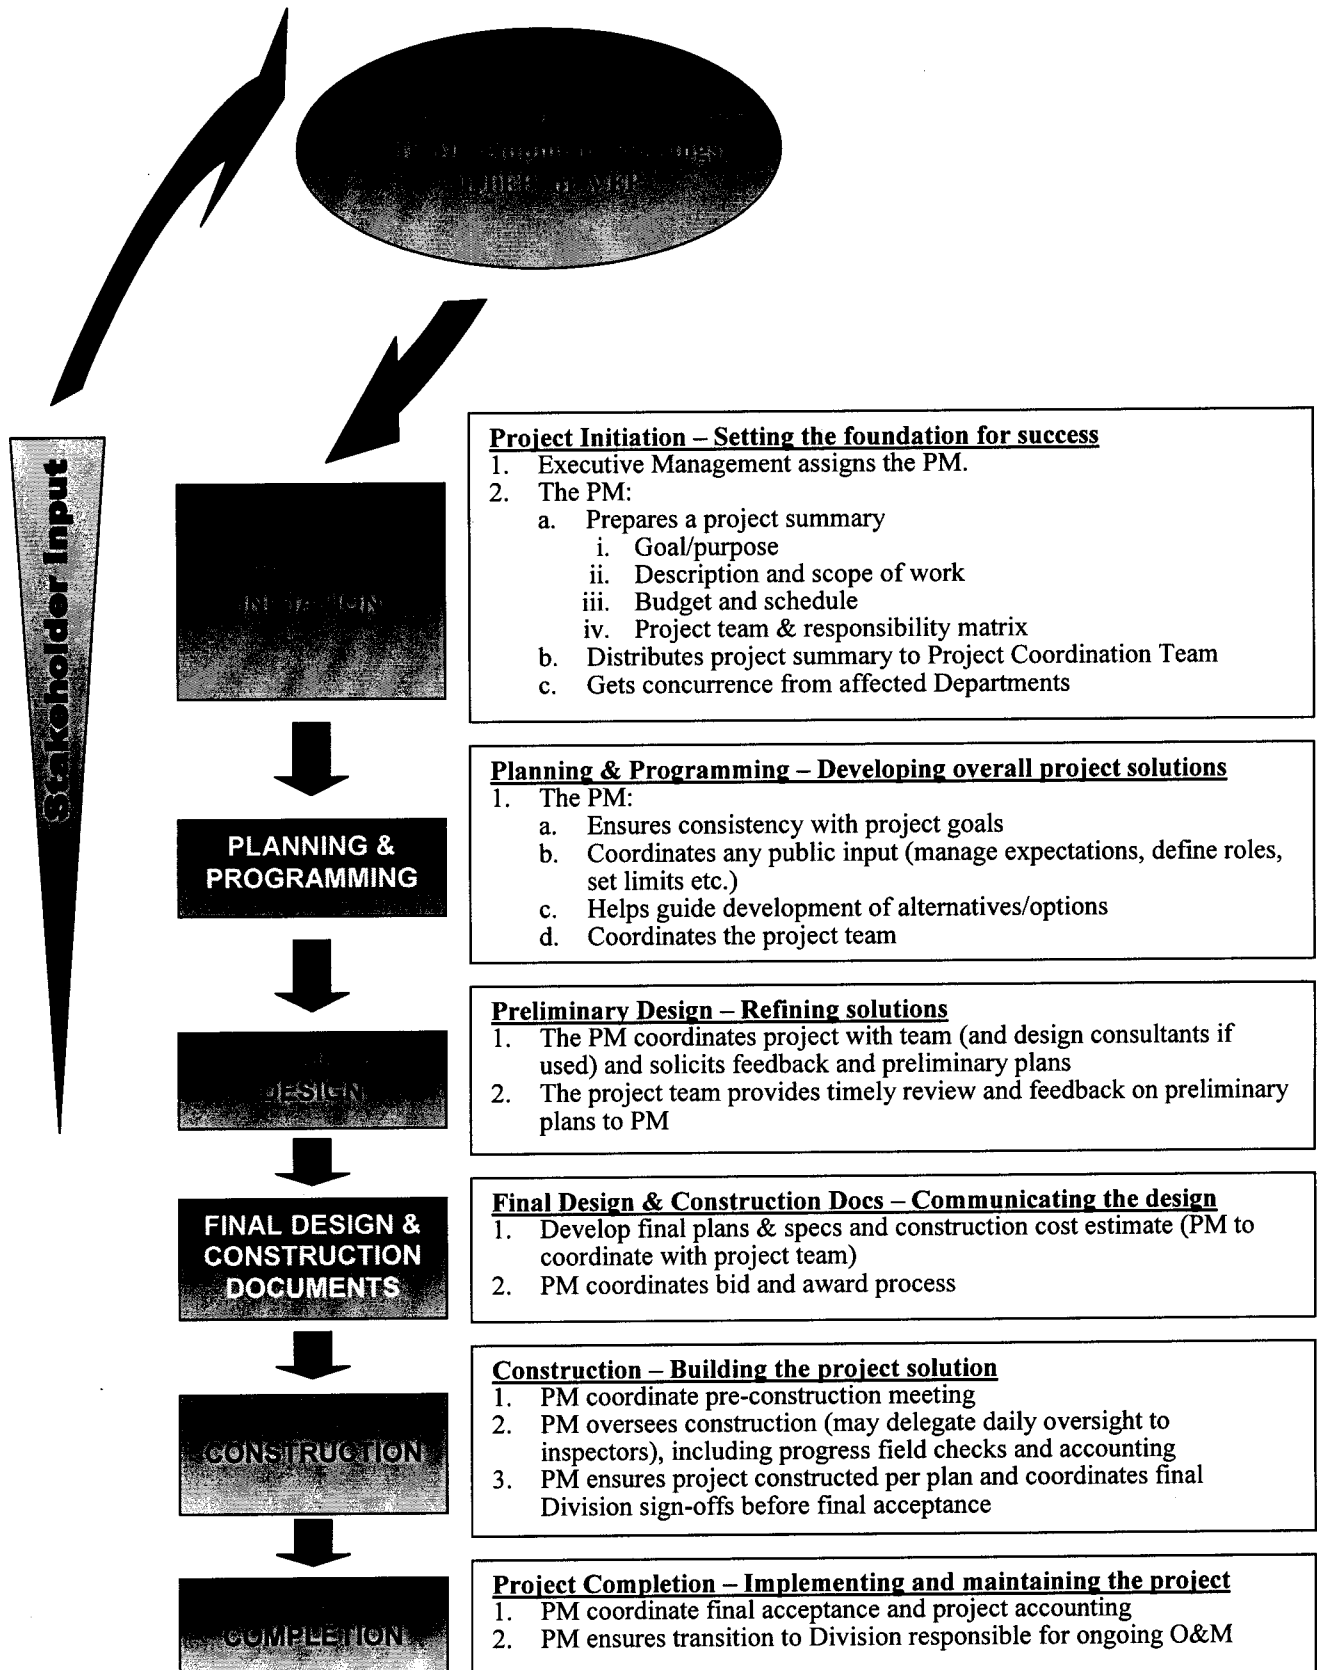 Stakeholder Input
INITIATION
PLANNING &
PROGRAMMING
DESIGN
FINAL DESIGN &
CONSTRUCTION
DOCUMENTS
CONSTRUCTION
COMPLETION
Project Initiation – Setting the foundation for success
1. Executive Management assigns the PM.
2. The PM:
a. Prepares a project summary
i. Goal/purpose
ii. Description and scope of work
iii. Budget and schedule
iv. Project team & responsibility matrix
b. Distributes project summary to Project Coordination Team
c. Gets concurrence from affected Departments
Planning & Programming – Developing overall project solutions
1. The PM:
a. Ensures consistency with project goals
b. Coordinates any public input (manage expectations, define roles,
set limits etc.)
c. Helps guide development of alternatives/options
d. Coordinates the project team
Preliminary Design – Refining solutions
1. The PM coordinates project with team (and design consultants if
used) and solicits feedback and preliminary plans
2. The project team provides timely review and feedback on preliminary
plans to PM
Final Design & Construction Docs – Communicating the design
1. Develop final plans & specs and construction cost estimate (PM to
coordinate with project team)
2. PM coordinates bid and award process
Construction – Building the project solution
1. PM coordinate pre-construction meeting
2. PM oversees construction (may delegate daily oversight to
inspectors), including progress field checks and accounting
3. PM ensures project constructed per plan and coordinates final
Division sign-offs before final acceptance
Project Completion – Implementing and maintaining the project
1. PM coordinate final acceptance and project accounting
2. PM ensures transition to Division responsible for ongoing O&M